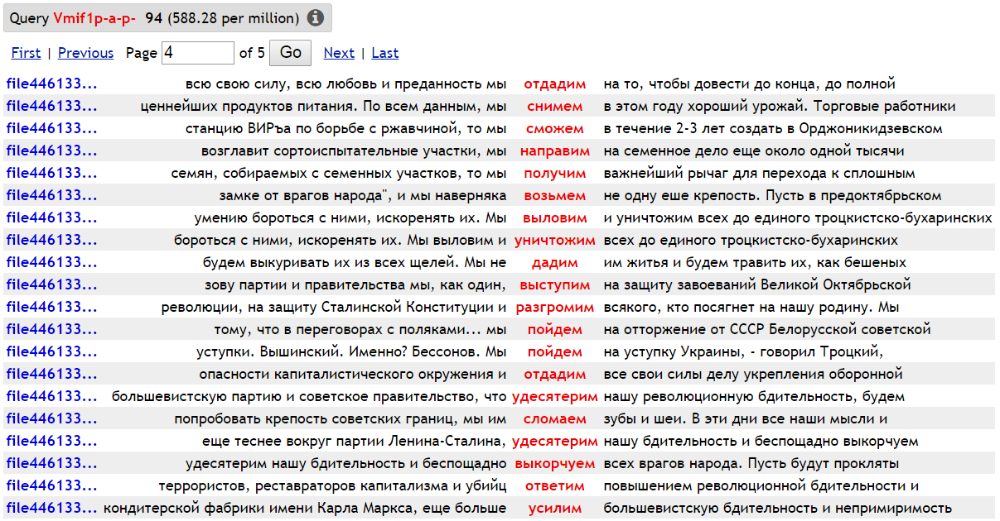 Query Vmif1p-a-p- 94 (588.28 per million)
First | Previous Page 4 of 5 Go Next | Last
file446133... всю свою силу, всю любовь и преданность мы отдадим на то, чтобы довести до конца, до полной
file446133... ценнейших продуктов питания. По всем данным, мы снимем в этом году хороший урожай. Торговые работники
file446133... станцию ВИРъа по борьбе с ржавчиной, то мы сможем в течение 2-3 лет создать в Орджоникидзевском
file446133... возглавит сортоиспытательные участки, мы направим на семенное дело еще около одной тысячи
file446133... семян, собираемых с семенных участков, то мы получим важнейший рычаг для перехода к сплошным
file446133... замке от врагов народа", и мы наверняка возьмем не одну еше крепость. Пусть в предоктябрьском
file446133... умению бороться с ними, искоренять их. Мы выловим и уничтожим всех до единого троцкистско-бухаринских
file446133... бороться с ними, искоренять их. Мы выловим и уничтожим всех до единого троцкистско-бухаринских
file446133... будем выкуривать их из всех щелей. Мы не дадим им житья и будем травить их, как бешеных
file446133... зову партии и правительства мы, как один, выступим на защиту завоеваний Великой Октябрьской
file446133... революции, на защиту Сталинской Конституции и разгромим всякого, кто посягнет на нашу родину. Мы
file446133... тому, что в переговорах с поляками... мы пойдем на отторжение от СССР Белорусской советской
file446133... уступки. Вышинский. Именно? Бессонов. Мы пойдем на уступку Украины, - говорил Троцкий,
file446133... опасности капиталистического окружения и отдадим все свои силы делу укрепления оборонной
file446133... большевистскую партию и советское правительство, что удесятерим нашу революционную бдительность, будем
file446133... попробовать крепость советских границ, мы им сломаем зубы и шеи. В эти дни все наши мысли и
file446133... еще теснее вокруг партии Ленина-Сталина, удесятерим нашу бдительность и беспощадно выкорчуем
file446133... удесятерим нашу бдительность и беспощадно выкорчуем всех врагов народа. Пусть будут прокляты
file446133... террористов, реставраторов капитализма и убийц ответим повышением революционной бдительности и
file446133... кондитерской фабрики имени Карла Маркса, еще больше усилим большевистскую бдительность и непримиримость